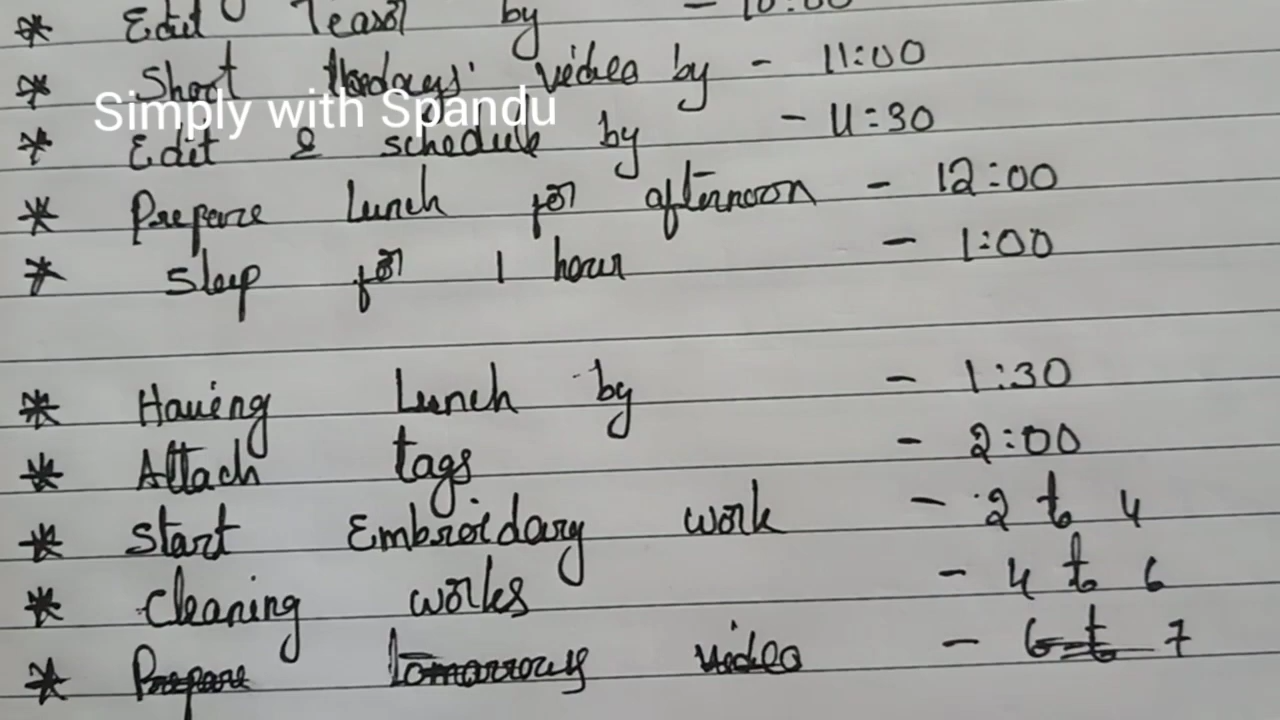 * Edit Teasor by - 10:00
* Shoot todays' video by - 11:00
Simply with Spandu
* Edit & schedule by - 11:30
* Prepare Lunch for afternoon - 12:00
* Sleep for 1 hour - 1:00
* Having Lunch by - 1:30
* Attach tags - 2:00
* Start Embroidary work - 2 to 4
* Cleaning works - 4 to 6
* Prepare tomarrows video - 6 to 7